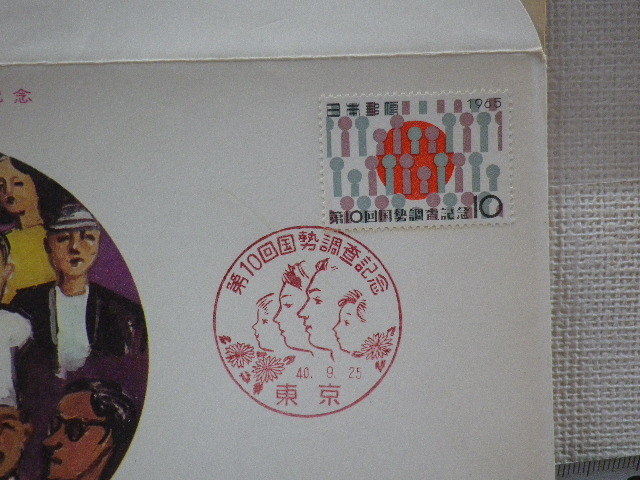 念
日本郵便 1965
第10回国勢調査記念 10
第10回国勢調査記念
40. 9. 25
東京